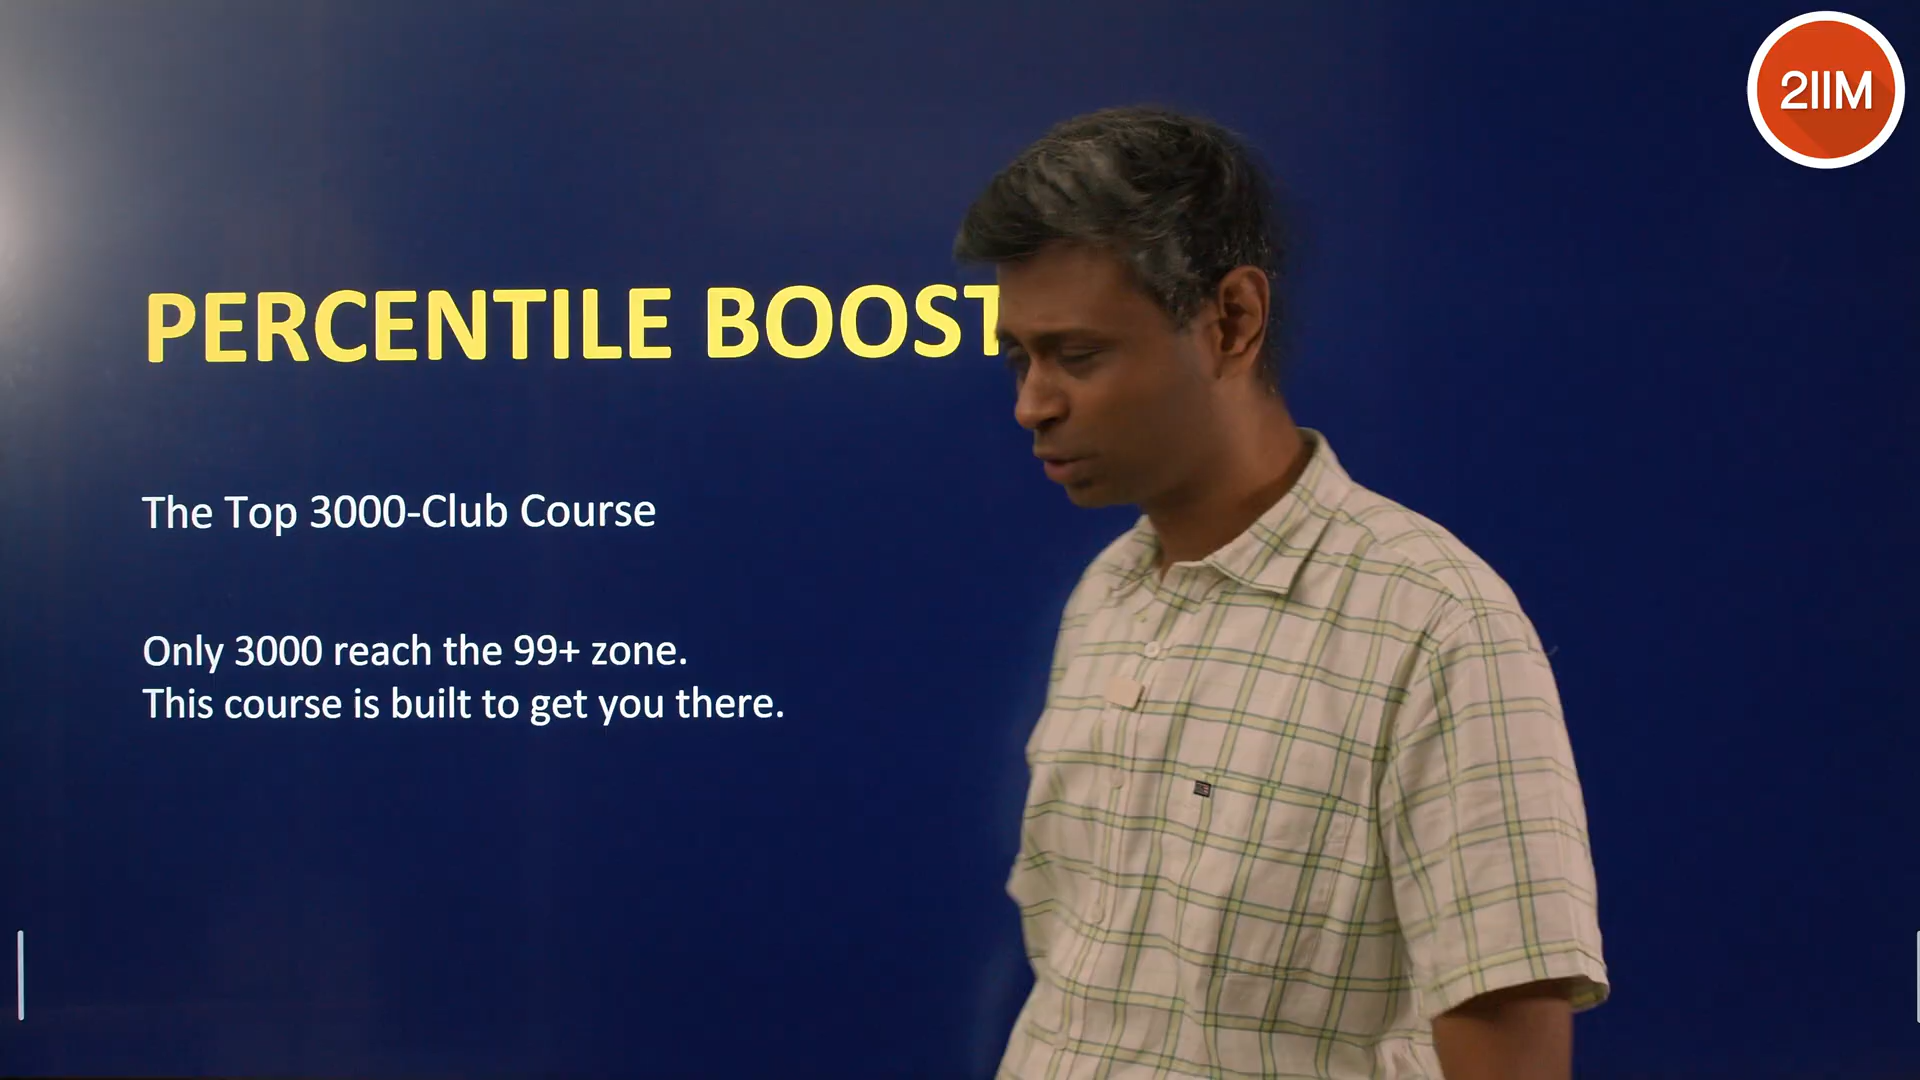 2IIM
PERCENTILE BOOST
The Top 3000-Club Course
Only 3000 reach the 99+ zone.
This course is built to get you there.